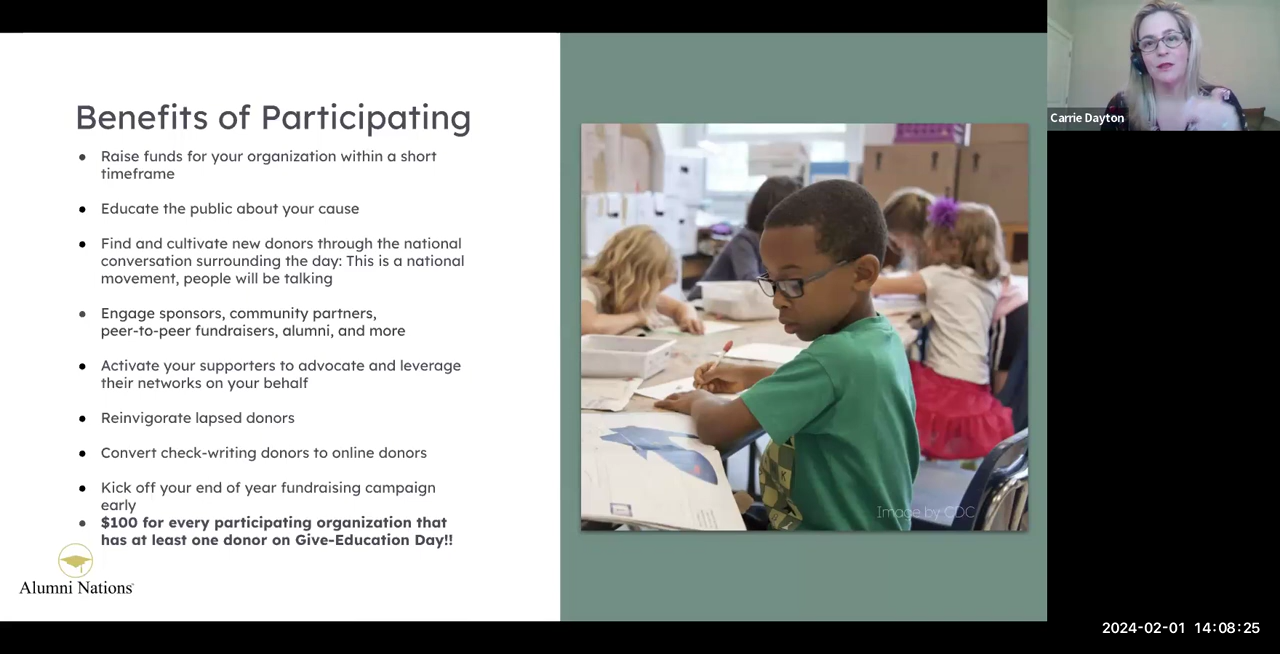 Benefits of Participating
● Raise funds for your organization within a short
timeframe
● Educate the public about your cause
● Find and cultivate new donors through the national
conversation surrounding the day: This is a national
movement, people will be talking
● Engage sponsors, community partners,
peer-to-peer fundraisers, alumni, and more
● Activate your supporters to advocate and leverage
their networks on your behalf
● Reinvigorate lapsed donors
● Convert check-writing donors to online donors
● Kick off your end of year fundraising campaign
early
● $100 for every participating organization that
has at least one donor on Give-Education Day!!
Alumni Nations
Image by CDC
Carrie Dayton
2024-02-01 14:08:25